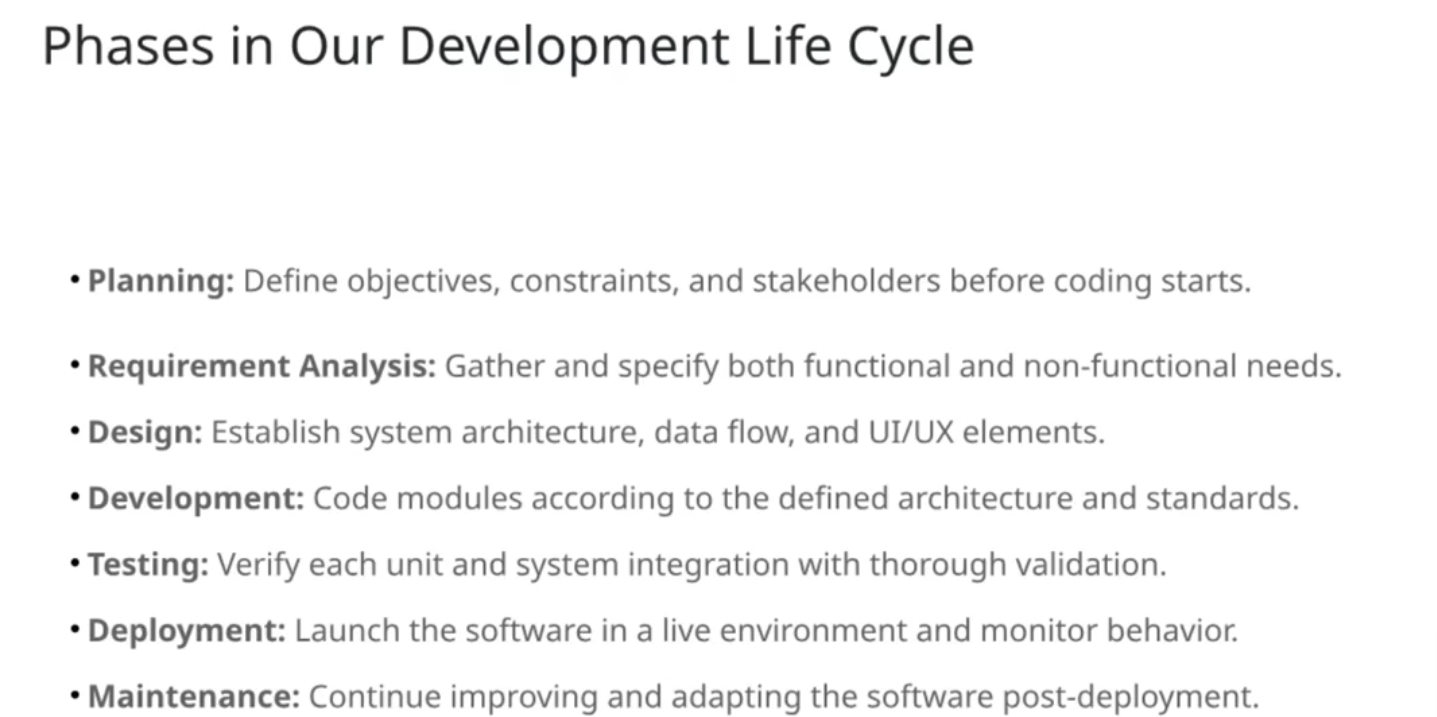 Phases in Our Development Life Cycle
• Planning: Define objectives, constraints, and stakeholders before coding starts.
• Requirement Analysis: Gather and specify both functional and non-functional needs.
• Design: Establish system architecture, data flow, and UI/UX elements.
• Development: Code modules according to the defined architecture and standards.
• Testing: Verify each unit and system integration with thorough validation.
• Deployment: Launch the software in a live environment and monitor behavior.
• Maintenance: Continue improving and adapting the software post-deployment.